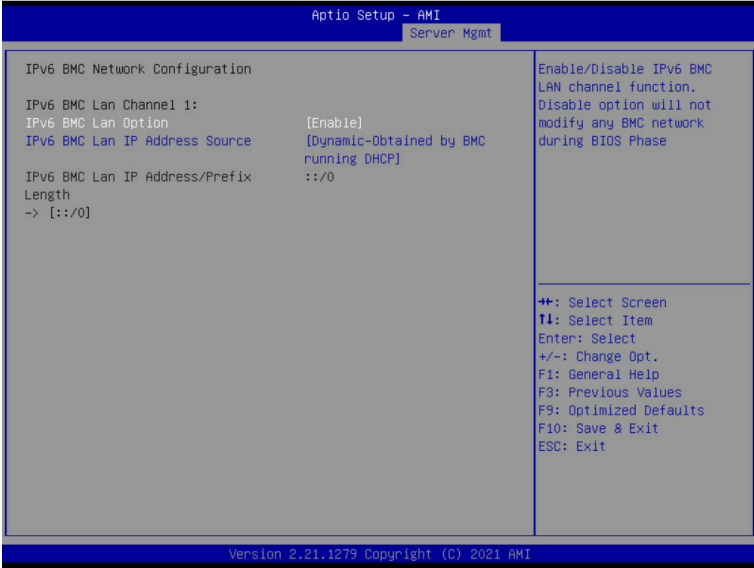 Aptio Setup - AMI
Server Mgmt
IPv6 BMC Network Configuration
IPv6 BMC Lan Channel 1:
IPv6 BMC Lan Option [Enable]
IPv6 BMC Lan IP Address Source [Dynamic-Obtained by BMC
running DHCP]
IPv6 BMC Lan IP Address/Prefix ::/0
Length
-> [::/0]
Enable/Disable IPv6 BMC
LAN channel function.
Disable option will not
modify any BMC network
during BIOS Phase
→←: Select Screen
↑↓: Select Item
Enter: Select
+/-: Change Opt.
F1: General Help
F3: Previous Values
F9: Optimized Defaults
F10: Save & Exit
ESC: Exit
Version 2.21.1279 Copyright (C) 2021 AMI